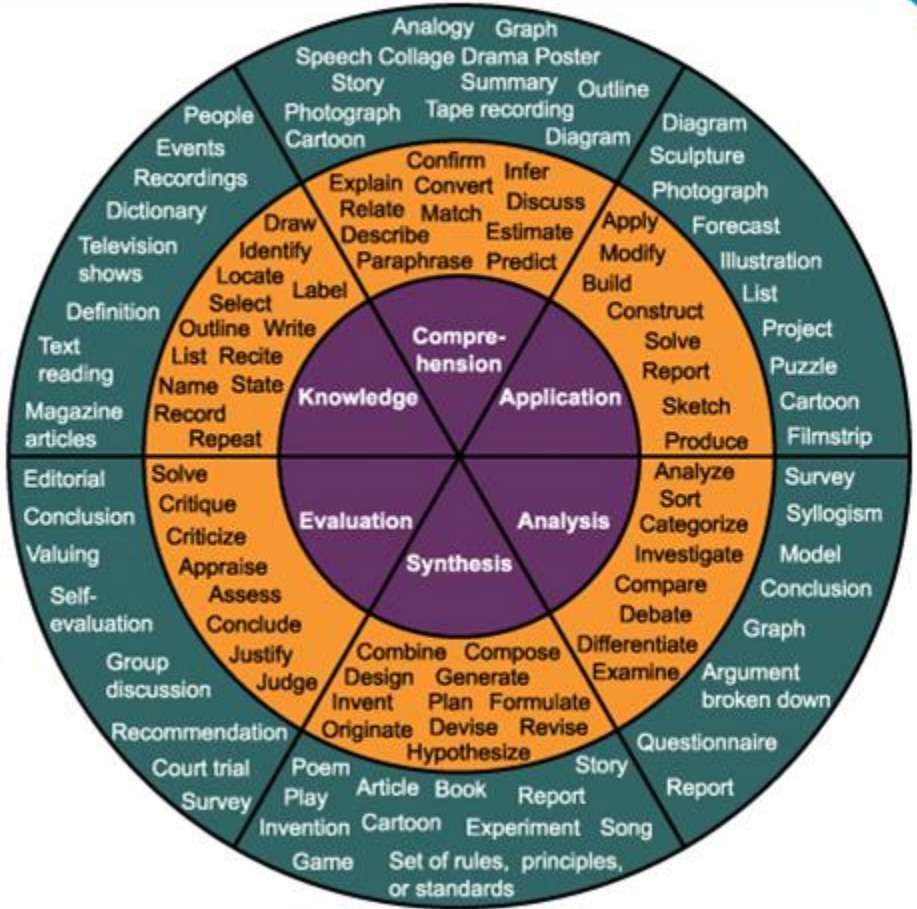 Analogy Graph
Speech Collage Drama Poster
Story Summary Outline
Photograph Tape recording
Cartoon Diagram
Confirm Infer
Explain Convert Discuss
Relate Match
Describe Estimate
Paraphrase Predict
Compre-
hension
Diagram
Sculpture
Photograph
Forecast
Illustration
List
Project
Puzzle
Cartoon
Filmstrip
Apply
Modify
Build
Construct
Solve
Report
Sketch
Produce
Application
Survey
Syllogism
Model
Conclusion
Graph
Argument
broken down
Questionnaire
Report
Analyze
Sort
Categorize
Investigate
Compare
Debate
Differentiate
Examine
Analysis
Synthesis
Combine Compose
Design Generate
Invent Plan Formulate
Originate Devise Revise
Hypothesize
Poem Story
Play Article Book Report
Invention Cartoon Experiment Song
Game Set of rules, principles,
or standards
Evaluation
Solve
Critique
Criticize
Appraise
Assess
Conclude
Justify
Judge
Editorial
Conclusion
Valuing
Self-
evaluation
Group
discussion
Recommendation
Court trial
Survey
Knowledge
Draw
Identify
Locate
Select Label
Outline Write
List Recite
Name State
Record
Repeat
People
Events
Recordings
Dictionary
Television
shows
Definition
Text
reading
Magazine
articles